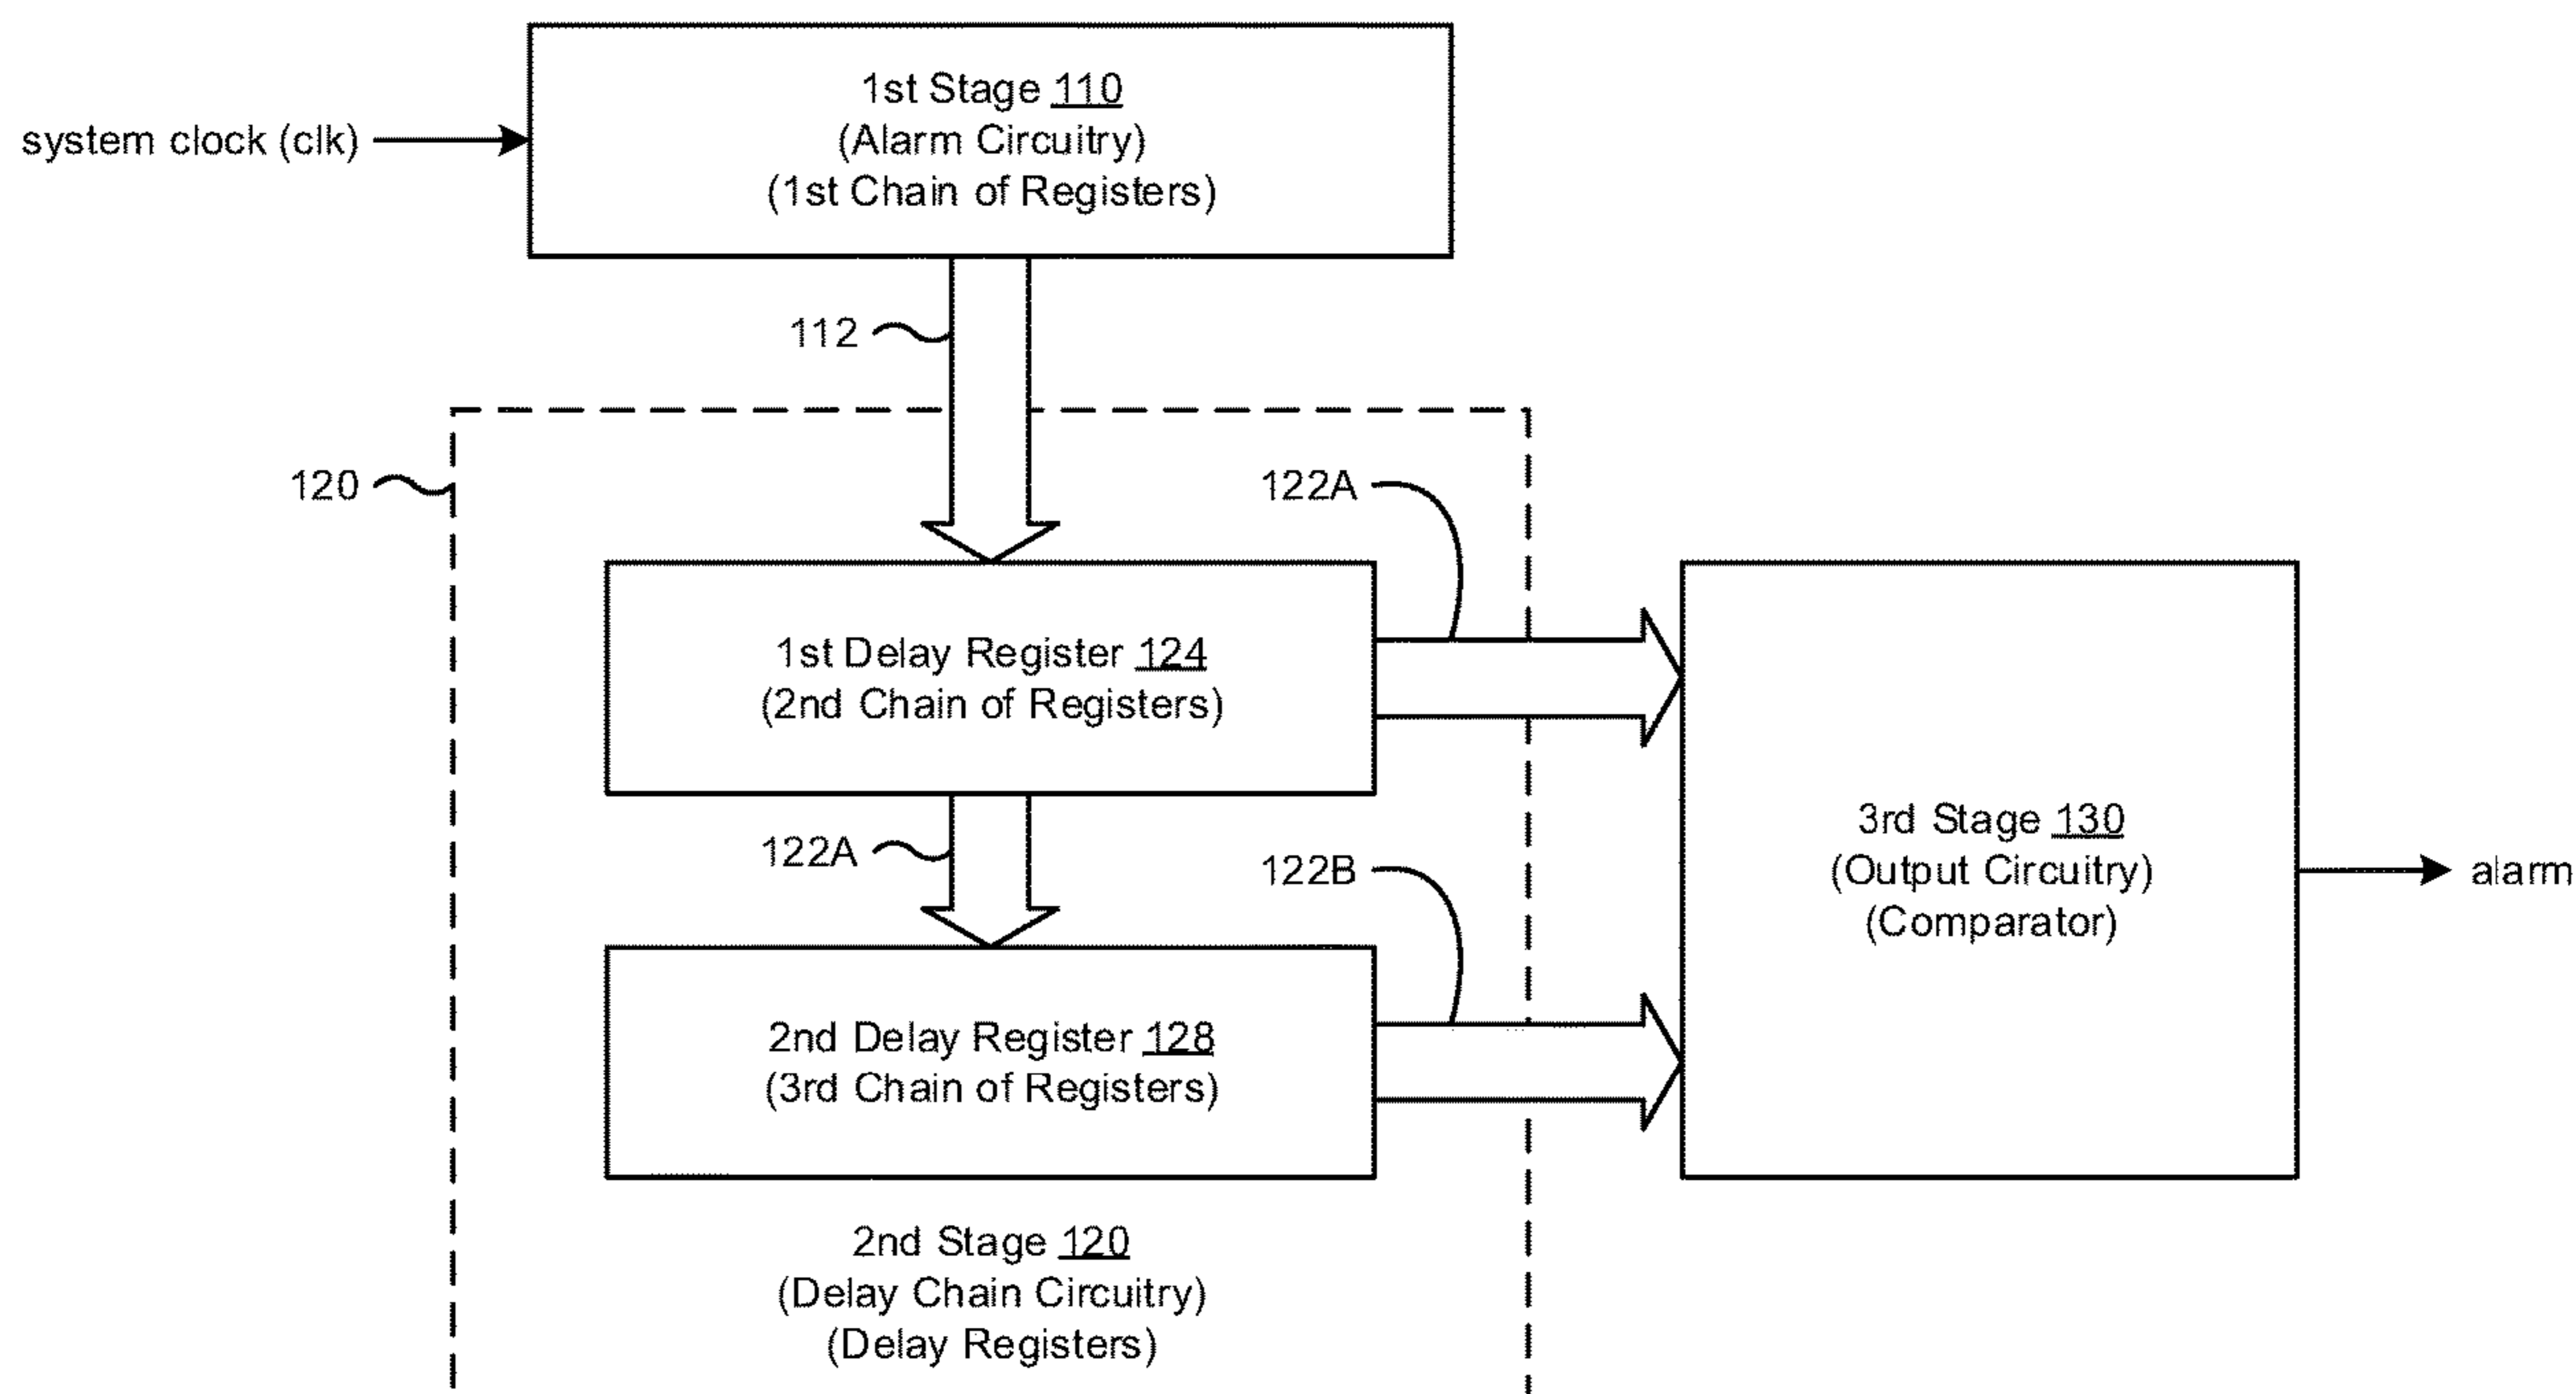 1st Stage 110
(Alarm Circuitry)
(1st Chain of Registers)
system clock (clk)
112
120
122A
1st Delay Register 124
(2nd Chain of Registers)
122A
122B
3rd Stage 130
(Output Circuitry)
(Comparator)
alarm
2nd Delay Register 128
(3rd Chain of Registers)
2nd Stage 120
(Delay Chain Circuitry)
(Delay Registers)